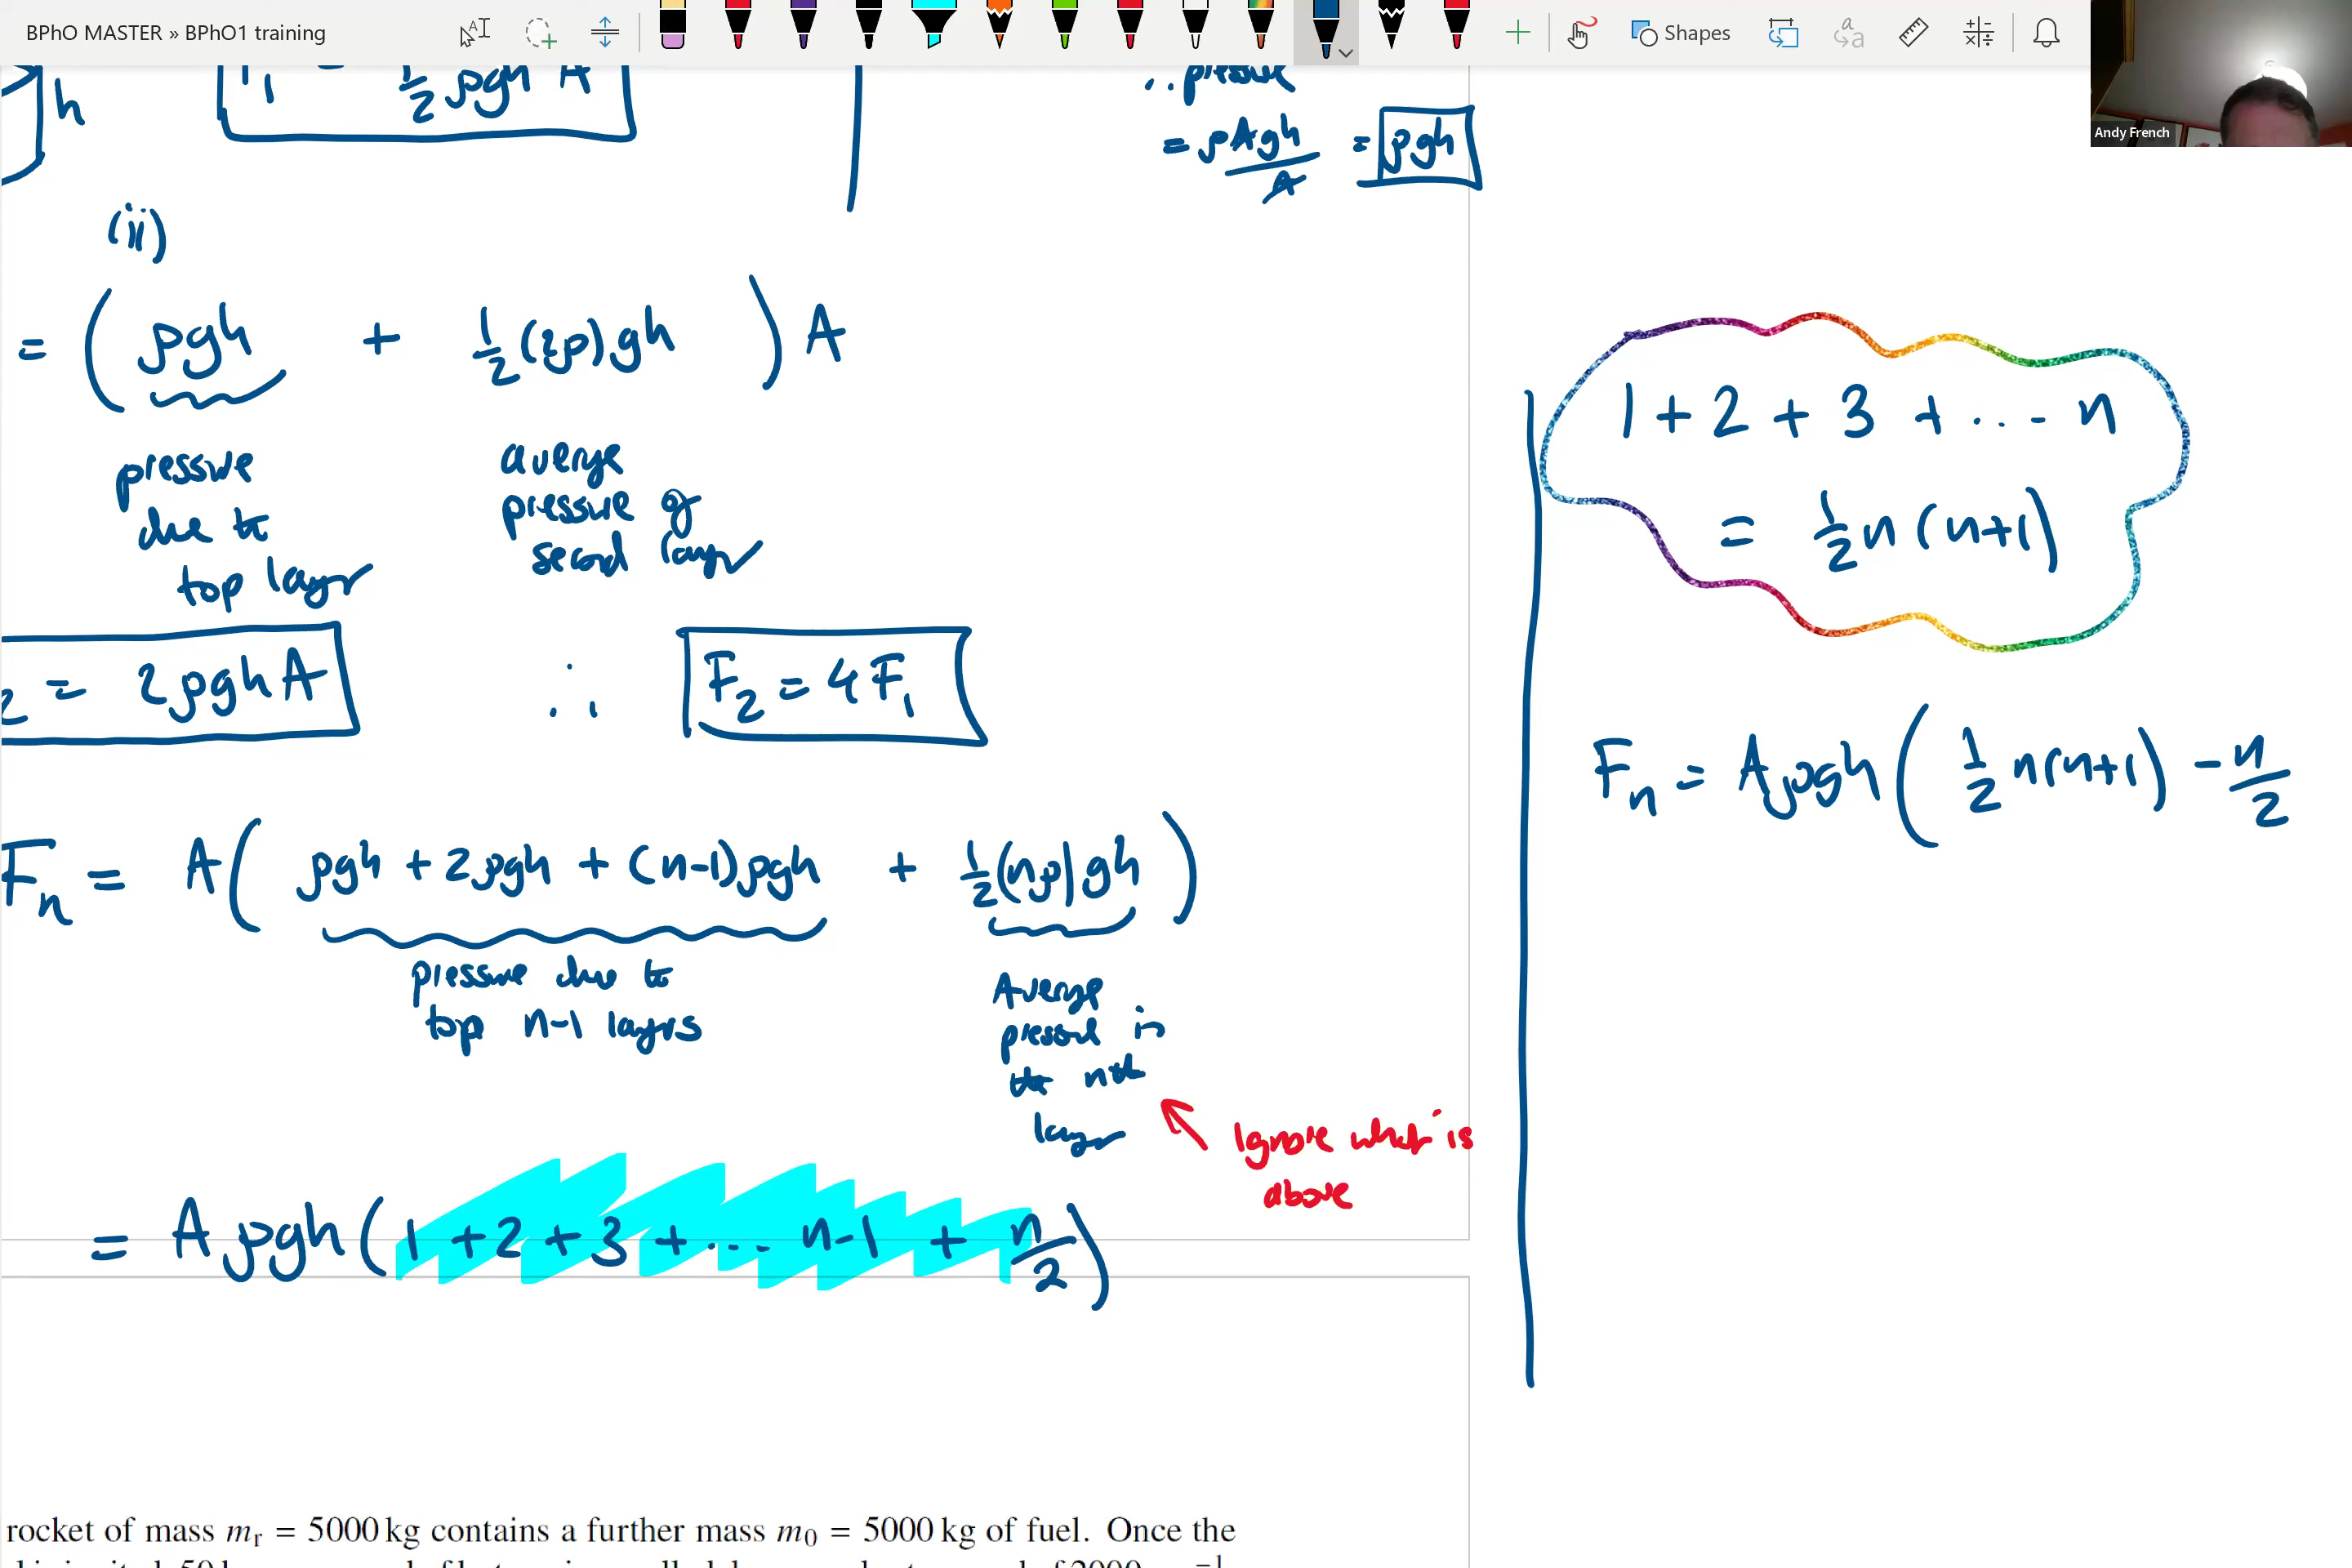 BPhO MASTER » BPhO1 training
Shapes
Andy French
h
F₁ = ½ ρgh A
∴ pressure
= ρAgh/A = ρgh
(ii)
= ( ρgh + ½(2ρ)gh ) A
pressure due to top layer
average pressure of second layer
2 = 2ρghA ∴ F₂ = 4F₁
Fₙ = A( ρgh + 2ρgh + (n-1)ρgh + ½(nρ)gh )
pressure due to top n-1 layers
Average pressure in the nth layer
Ignore what is above
= Aρgh( 1 + 2 + 3 + ... n-1 + n/2 )
1 + 2 + 3 + ... n
= ½n(n+1)
Fₙ = Aρgh( ½n(n+1) - n/2
rocket of mass mᵣ = 5000 kg contains a further mass m₀ = 5000 kg of fuel. Once the